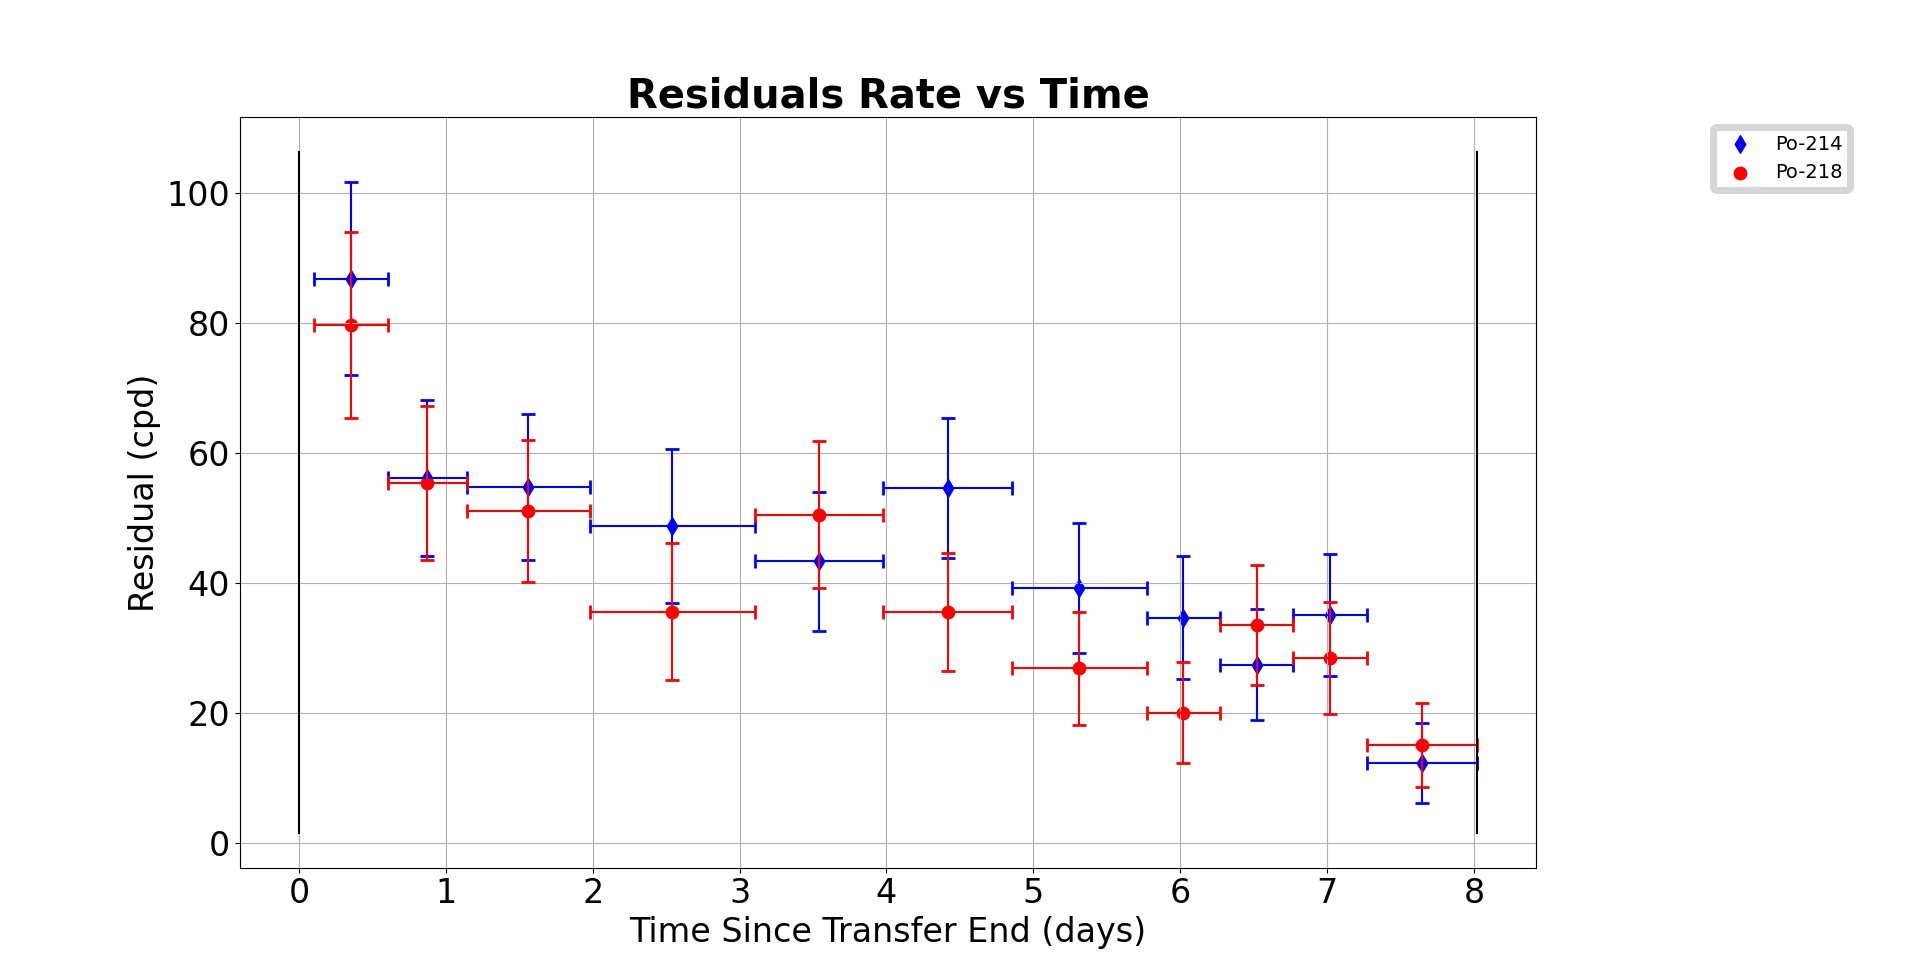 Residuals Rate vs Time
Po-214
Po-218
100
80
60
40
20
0
Residual (cpd)
0 1 2 3 4 5 6 7 8
Time Since Transfer End (days)